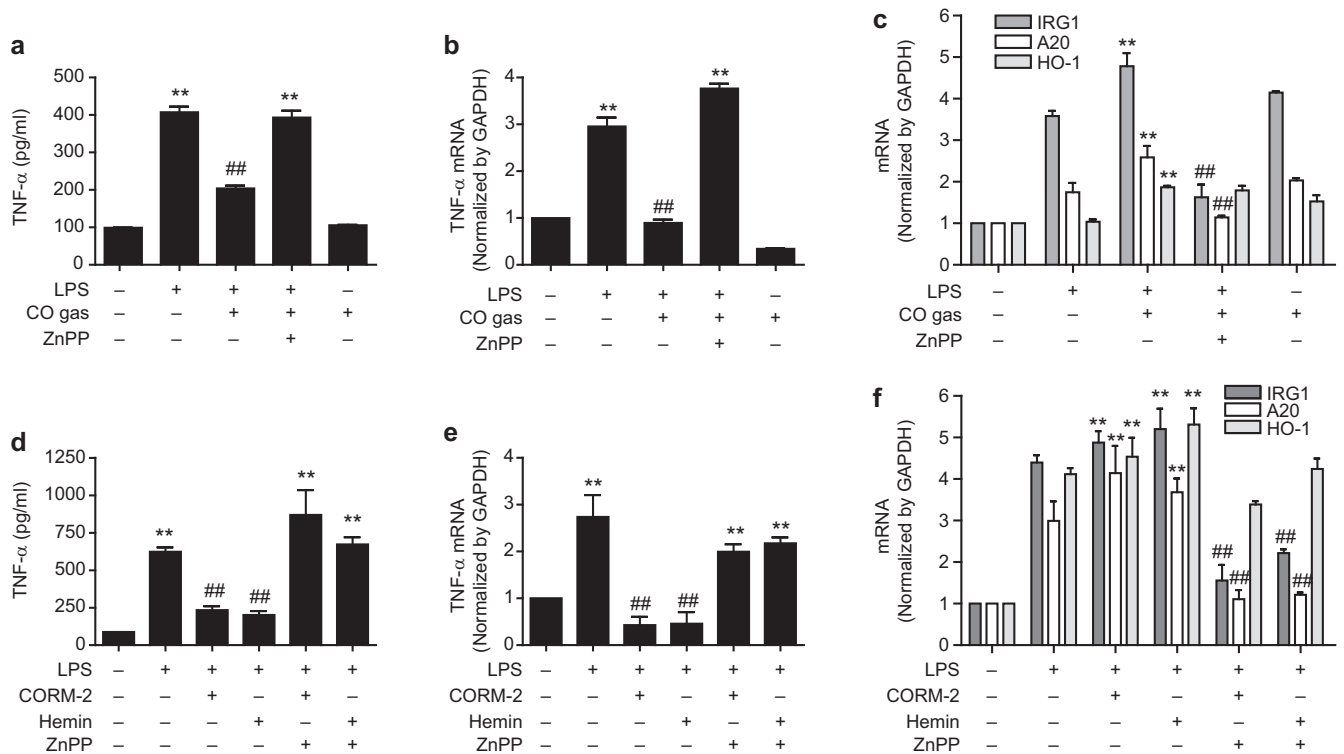 a
TNF-α (pg/ml)
500
400
300
200
100
0
**
##
**
LPS – + + + –
CO gas – – + + +
ZnPP – – – + –
b
TNF-α mRNA
(Normalized by GAPDH)
4
3
2
1
0
**
##
**
LPS – + + + –
CO gas – – + + +
ZnPP – – – + –
c
IRG1
A20
HO-1
mRNA
(Normalized by GAPDH)
6
5
4
3
2
1
0
**
**
**
##
##
LPS – + + + –
CO gas – – + + +
ZnPP – – – + –
d
TNF-α (pg/ml)
1250
1000
750
500
250
0
**
##
##
**
**
LPS – + + + + +
CORM-2 – – + – + –
Hemin – – – + – +
ZnPP – – – – + +
e
TNF-α mRNA
(Normalized by GAPDH)
4
3
2
1
0
**
##
##
**
**
LPS – + + + + +
CORM-2 – – + – + –
Hemin – – – + – +
ZnPP – – – – + +
f
IRG1
A20
HO-1
mRNA
(Normalized by GAPDH)
6
5
4
3
2
1
0
**
**
**
**
**
**
##
##
##
##
LPS – + + + + +
CORM-2 – – + – + –
Hemin – – – + – +
ZnPP – – – – + +